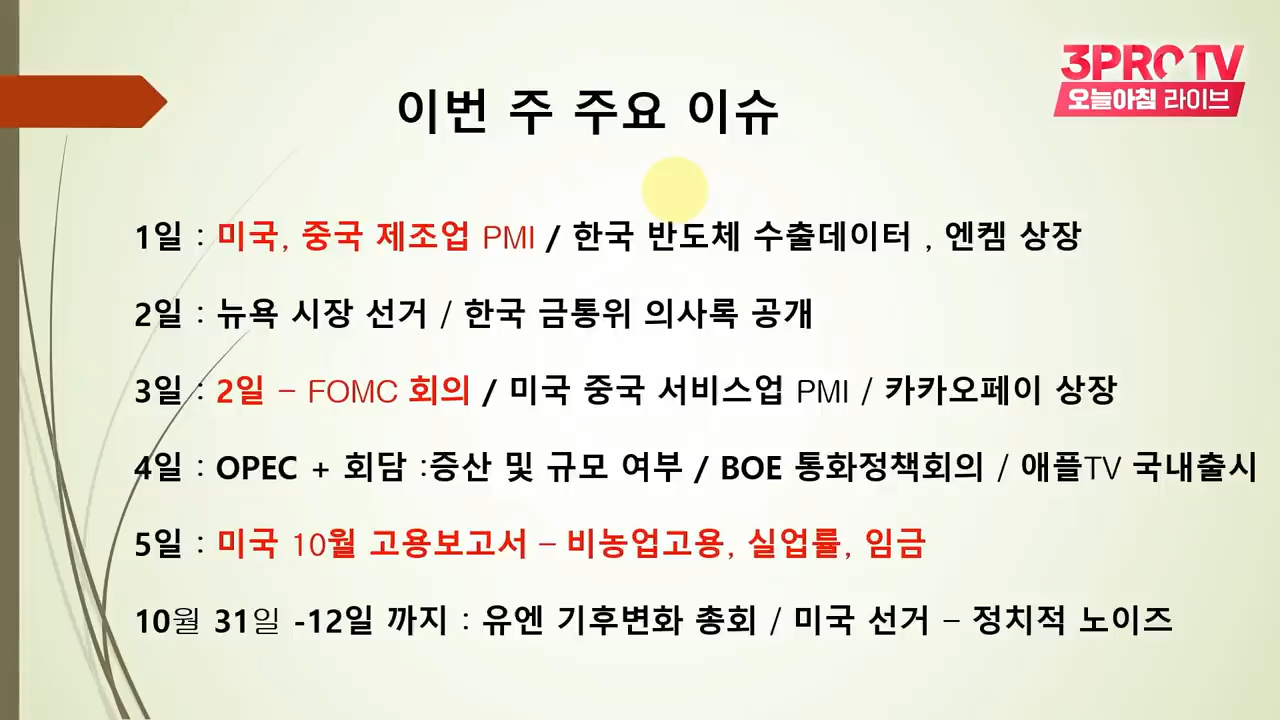 3PRO TV
오늘아침 라이브
이번 주 주요 이슈
1일 : 미국, 중국 제조업 PMI / 한국 반도체 수출데이터 , 엔켐 상장
2일 : 뉴욕 시장 선거 / 한국 금통위 의사록 공개
3일 : 2일 – FOMC 회의 / 미국 중국 서비스업 PMI / 카카오페이 상장
4일 : OPEC + 회담 :증산 및 규모 여부 / BOE 통화정책회의 / 애플TV 국내출시
5일 : 미국 10월 고용보고서 – 비농업고용, 실업률, 임금
10월 31일 -12일 까지 : 유엔 기후변화 총회 / 미국 선거 – 정치적 노이즈